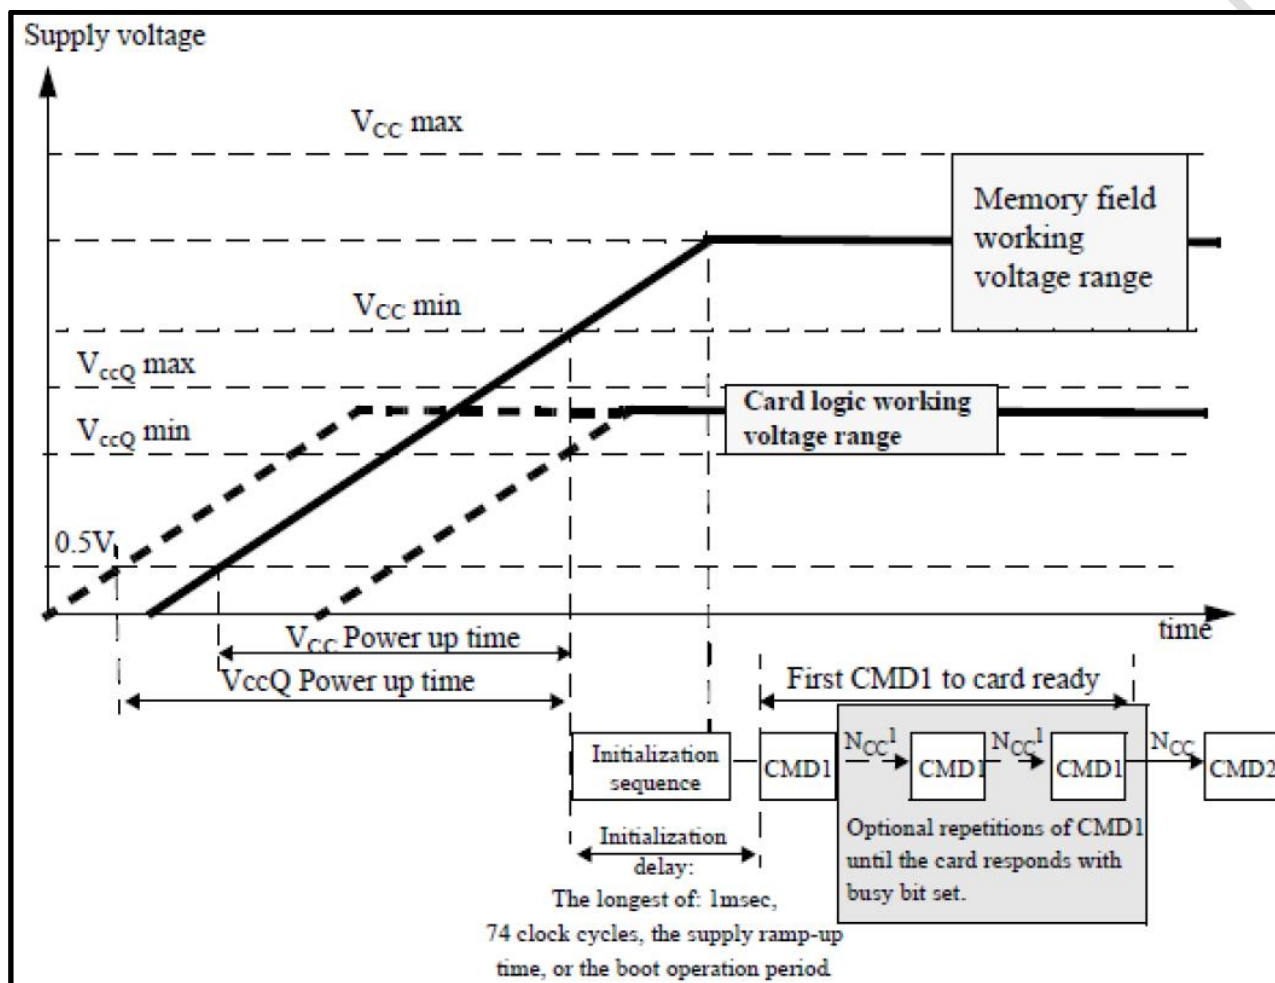 Supply voltage
VCC max
Memory field
working
voltage range
VCC min
VccQ max
Card logic working
voltage range
VccQ min
0.5V
time
VCC Power up time
VccQ Power up time
First CMD1 to card ready
Initialization
sequence
CMD1
NCC1
CMD1
NCC1
CMD1
NCC
CMD2
Optional repetitions of CMD1
until the card responds with
busy bit set.
Initialization
delay:
The longest of: 1msec,
74 clock cycles, the supply ramp-up
time, or the boot operation period